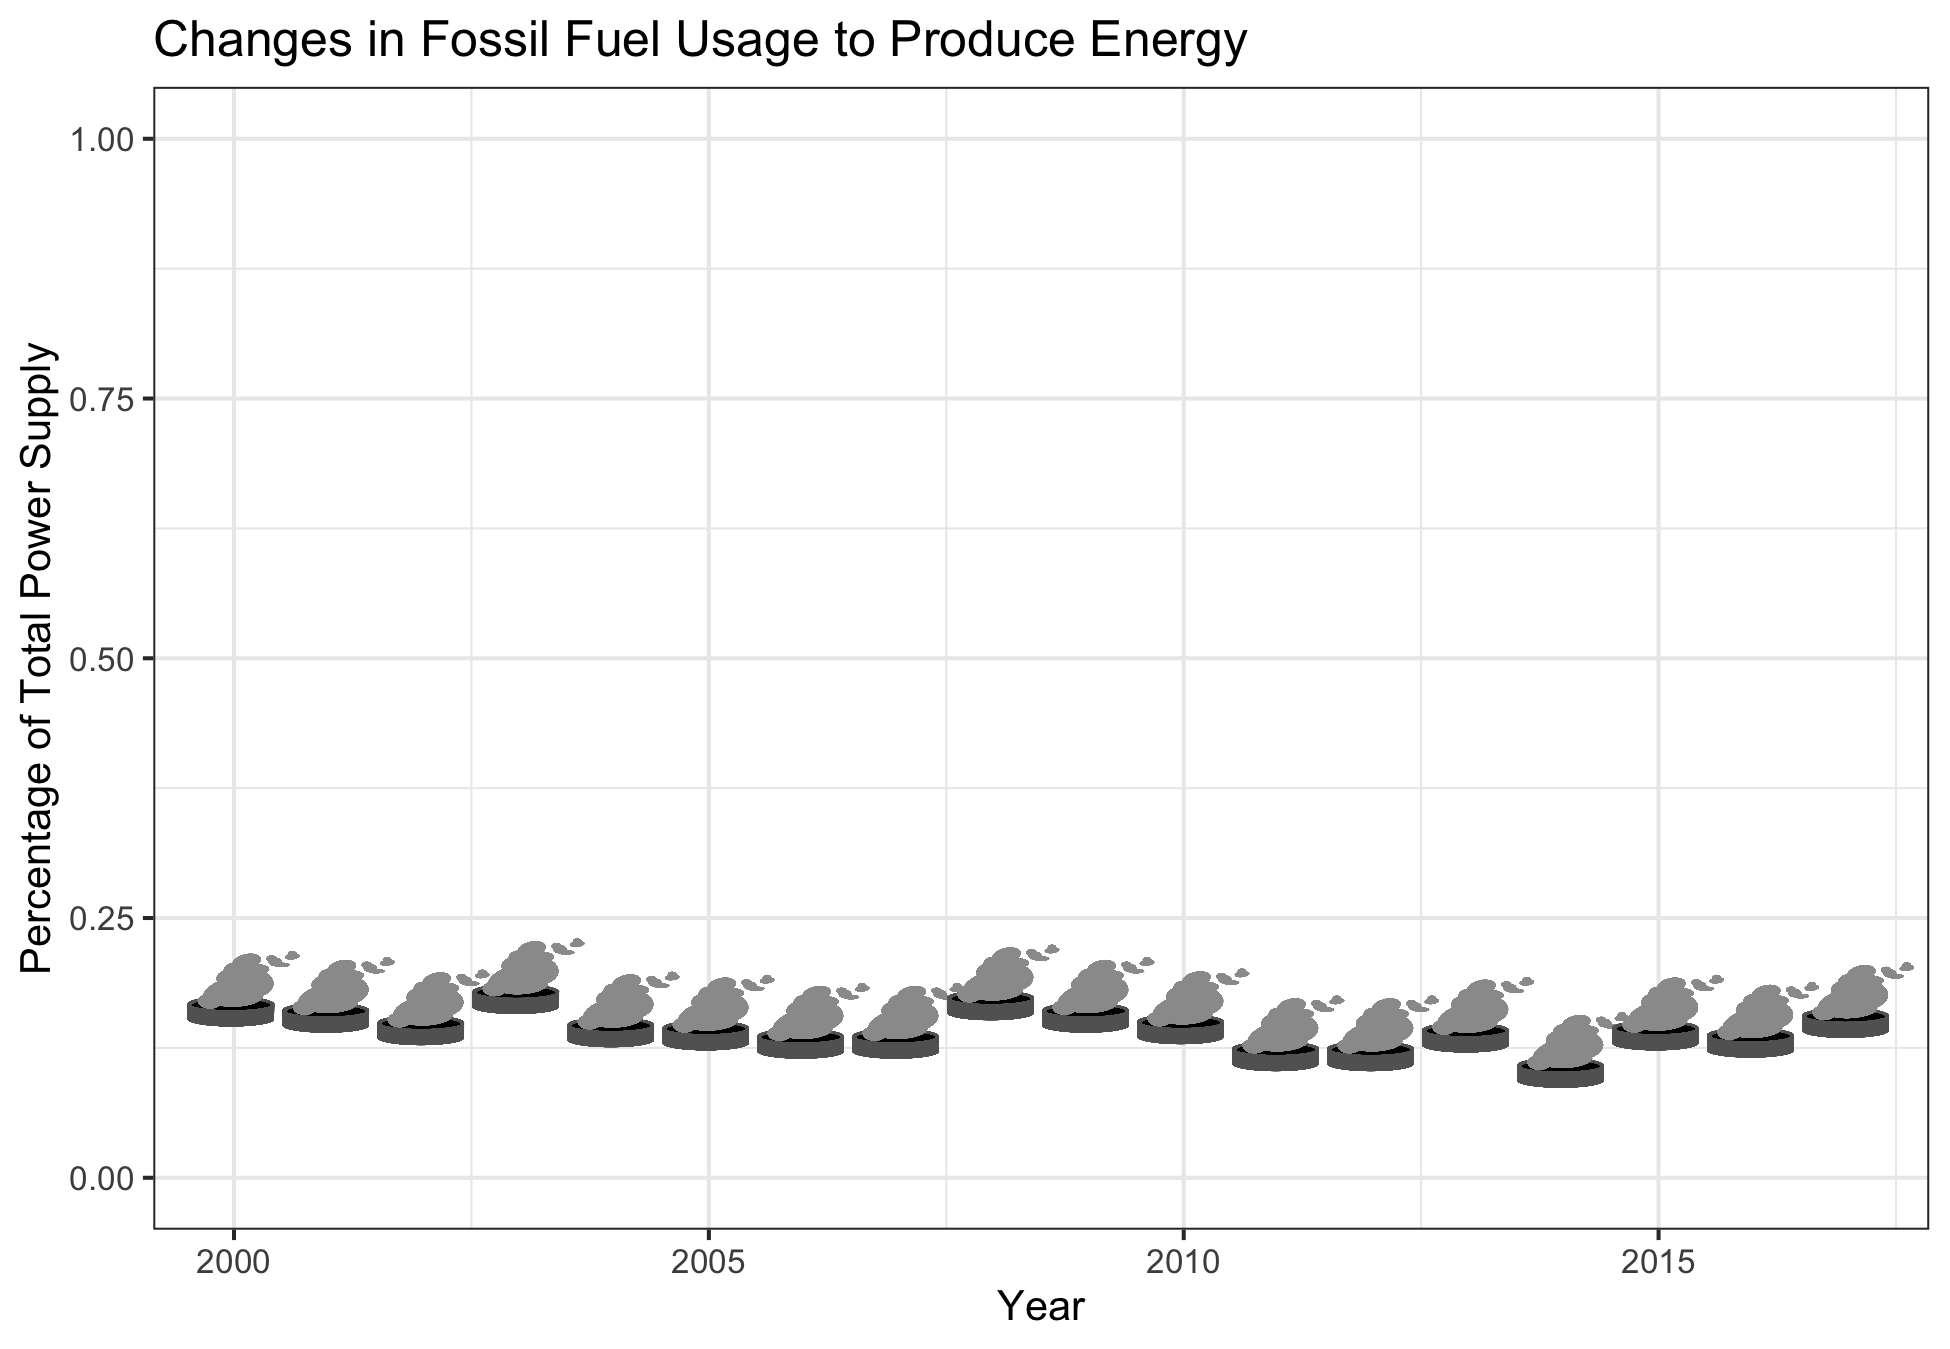 Changes in Fossil Fuel Usage to Produce Energy
Percentage of Total Power Supply
1.00
0.75
0.50
0.25
0.00
2000 2005 2010 2015
Year